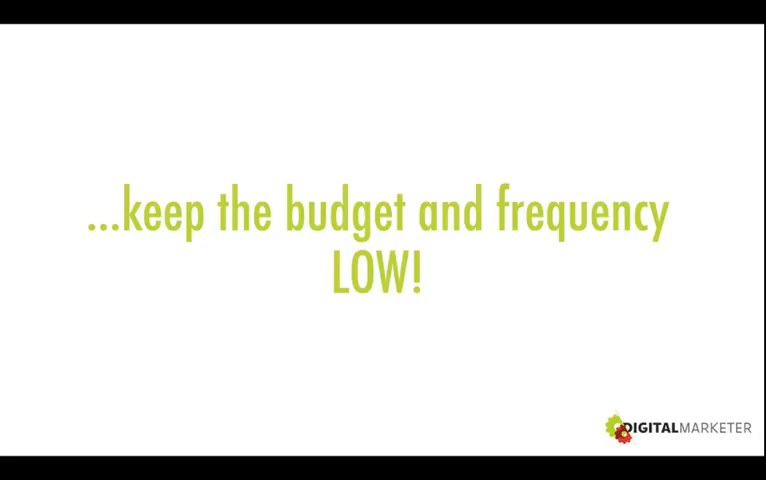 ...keep the budget and frequency
LOW!
DIGITALMARKETER